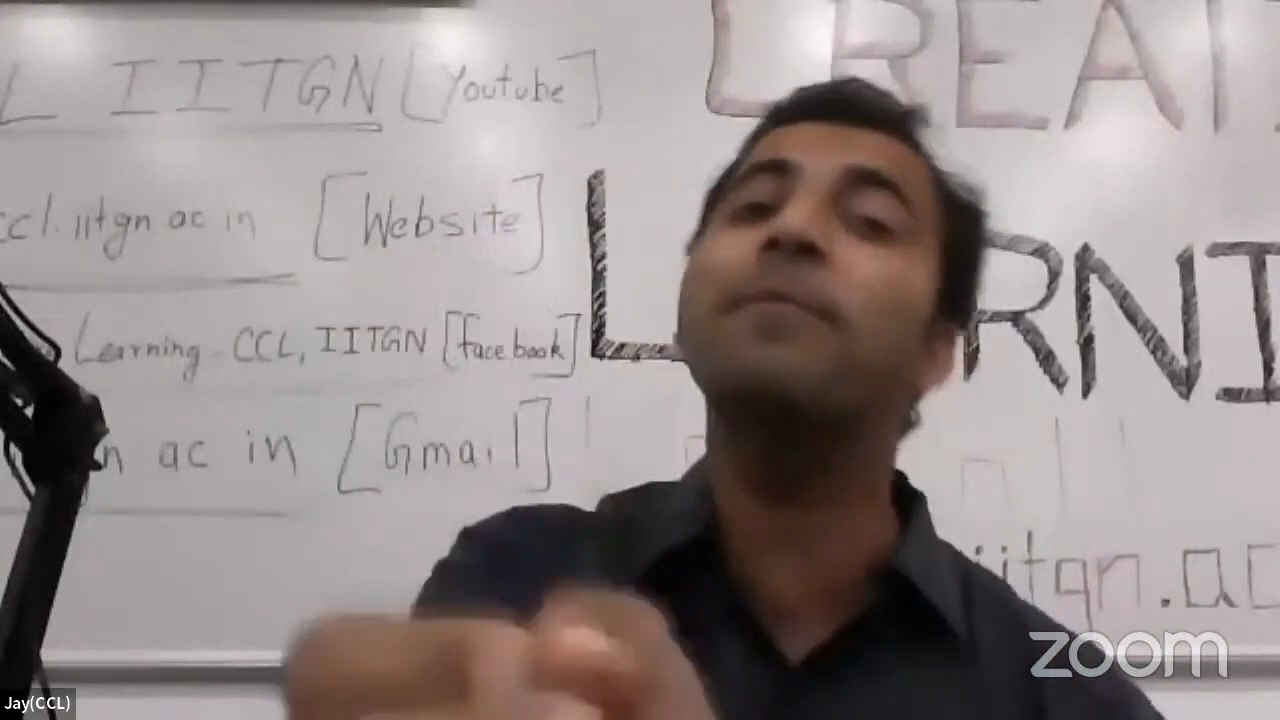 L IITGN [Youtube]
CREAT
ccl.iitgn ac in [Website]
L RNI
Learning CCL, IITGN [facebook]
n ac in [Gmail]
iitgn.ac
zoom
Jay(CCL)